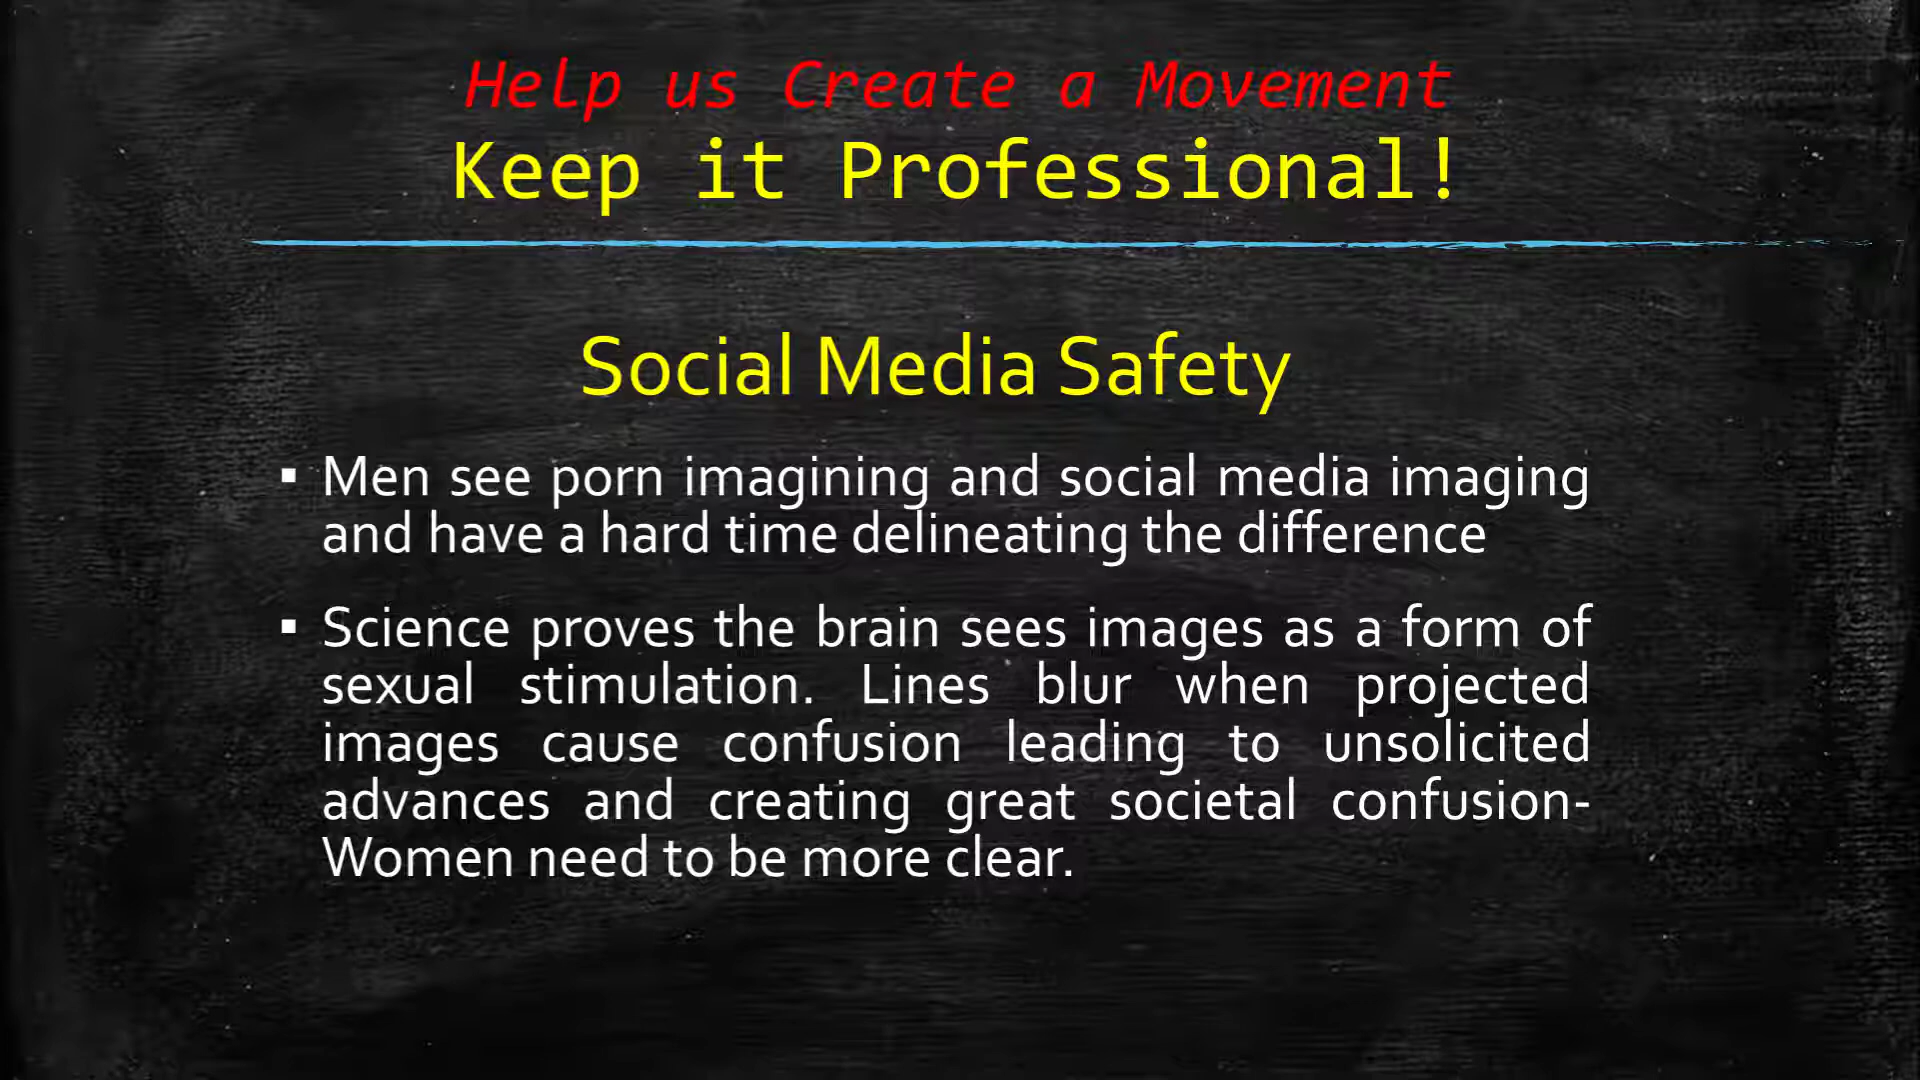 Help us Create a Movement
Keep it Professional!
Social Media Safety
▪ Men see porn imagining and social media imaging
and have a hard time delineating the difference
▪ Science proves the brain sees images as a form of
sexual stimulation. Lines blur when projected
images cause confusion leading to unsolicited
advances and creating great societal confusion-
Women need to be more clear.